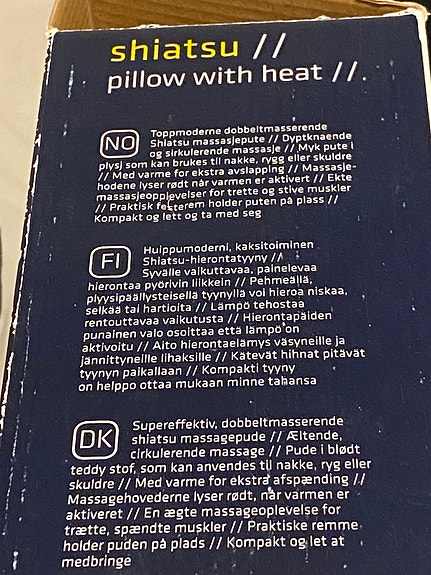 shiatsu //
pillow with heat //
NO
Toppmoderne dobbeltmasserende
Shiatsu massasjepute // Dyptknaende
og sirkulerende massasje // Myk pute i
plysj som kan brukes til nakke, rygg eller skuldre
// Med varme for ekstra avslapping // Massasje-
hodene lyser rødt når varmen er aktivert // Ekte
massasjeopplevelser for trette og stive muskler
// Praktisk festerem holder puten på plass //
Kompakt og lett og ta med seg
FI
Huippumoderni, kaksitoiminen
Shiatsu-hierontatyyny //
Syvälle vaikuttavaa, painelevaa
hierontaa pyörivin liikkein // Pehmeällä,
plyysipäällysteisellä tyynyllä voi hieroa niskaa,
selkää tai hartioita // Lämpö tehostaa
rentouttavaa vaikutusta // Hierontapäiden
punainen valo osoittaa että lämpö on
aktivoitu // Aito hierontaelämys väsyneille ja
jännittyneille lihaksille // Kätevät hihnat pitävät
tyynyn paikallaan // Kompakti tyyny
on helppo ottaa mukaan minne tahansa
DK
Supereffektiv, dobbeltmasserende
shiatsu massagepude // Æltende,
cirkulerende massage // Pude i blødt
teddy stof, som kan anvendes til nakke, ryg eller
skuldre // Med varme for ekstra afspænding //
Massagehovederne lyser rødt, når varmen er
aktiveret // En ægte massageoplevelse for
trætte, spændte muskler // Praktiske remme
holder puden på plads // Kompakt og let at
medbringe